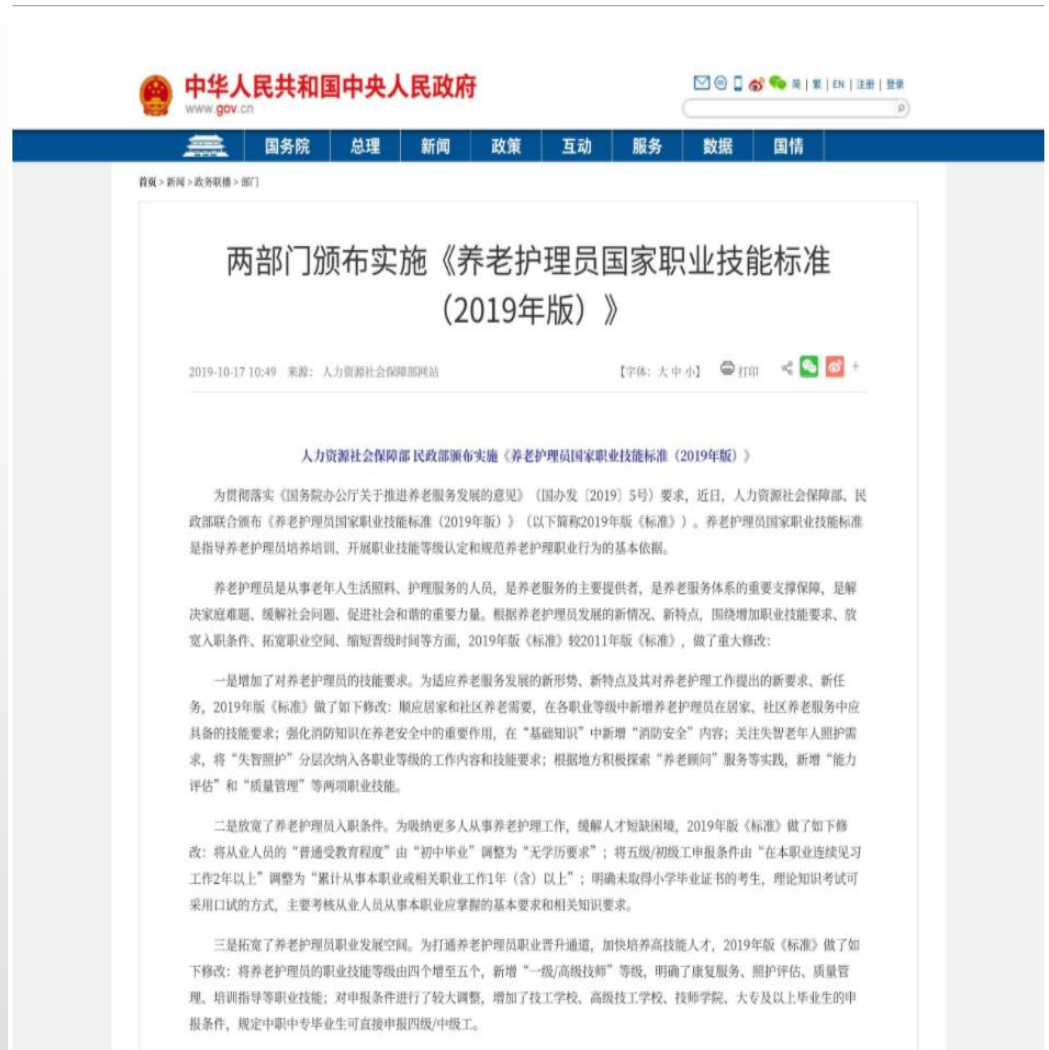 中华人民共和国中央人民政府
www.gov.cn
简 | 繁 | EN | 注册 | 登录
国务院 总理 新闻 政策 互动 服务 数据 国情
首页 > 新闻 > 政务联播 > 部门
两部门颁布实施《养老护理员国家职业技能标准
（2019年版）》
2019-10-17 10:49 来源： 人力资源社会保障部网站 【字体：大 中 小】 打印 +
人力资源社会保障部 民政部颁布实施《养老护理员国家职业技能标准（2019年版）》
为贯彻落实《国务院办公厅关于推进养老服务发展的意见》（国办发〔2019〕5号）要求，近日，人力资源社会保障部、民
政部联合颁布《养老护理员国家职业技能标准（2019年版）》（以下简称2019年版《标准》）。养老护理员国家职业技能标准
是指导养老护理员培养培训、开展职业技能等级认定和规范养老护理职业行为的基本依据。
养老护理员是从事老年人生活照料、护理服务的人员，是养老服务的主要提供者，是养老服务体系的重要支撑保障，是解
决家庭难题、缓解社会问题、促进社会和谐的重要力量。根据养老护理员发展的新情况、新特点，围绕增加职业技能要求、放
宽入职条件、拓宽职业空间、缩短晋级时间等方面，2019年版《标准》较2011年版《标准》，做了重大修改：
一是增加了对养老护理员的技能要求。为适应养老服务发展的新形势、新特点及其对养老护理工作提出的新要求、新任
务，2019年版《标准》做了如下修改：顺应居家和社区养老需要，在各职业等级中新增养老护理员在居家、社区养老服务中应
具备的技能要求；强化消防知识在养老安全中的重要作用，在“基础知识”中新增“消防安全”内容；关注失智老年人照护需
求，将“失智照护”分层次纳入各职业等级的工作内容和技能要求；根据地方积极探索“养老顾问”服务等实践，新增“能力
评估”和“质量管理”等两项职业技能。
二是放宽了养老护理员入职条件。为吸纳更多人从事养老护理工作，缓解人才短缺困境，2019年版《标准》做了如下修
改：将从业人员的“普通受教育程度”由“初中毕业”调整为“无学历要求”；将五级/初级工申报条件由“在本职业连续见习
工作2年以上”调整为“累计从事本职业或相关职业工作1年（含）以上”；明确未取得小学毕业证书的考生，理论知识考试可
采用口试的方式，主要考核从业人员从事本职业应掌握的基本要求和相关知识要求。
三是拓宽了养老护理员职业发展空间。为打通养老护理员职业晋升通道，加快培养高技能人才，2019年版《标准》做了如
下修改：将养老护理员的职业技能等级由四个增至五个，新增“一级/高级技师”等级，明确了康复服务、照护评估、质量管
理、培训指导等职业技能；对申报条件进行了较大调整，增加了技工学校、高级技工学校、技师学院、大专及以上毕业生的申
报条件，规定中职中专毕业生可直接申报四级/中级工。